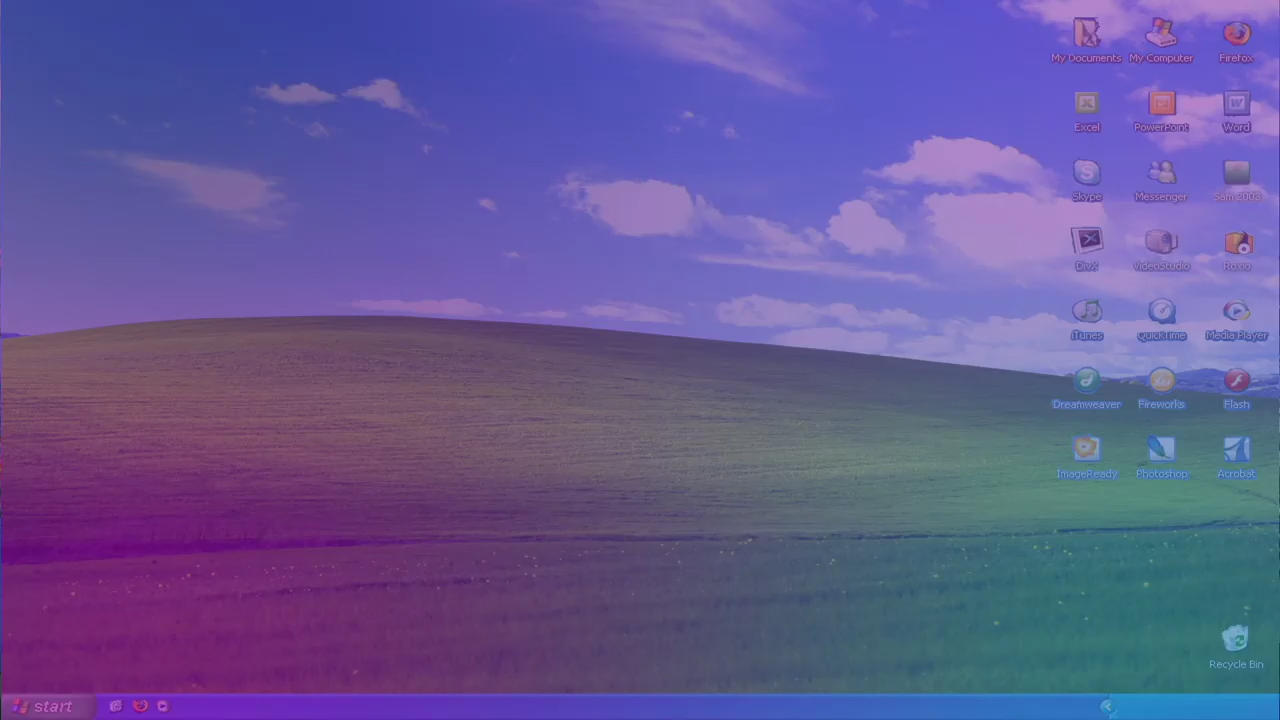 My Documents My Computer Firefox
Excel PowerPoint Word
Skype Messenger Sam 2003
DivX VideoStudio Roxio
iTunes QuickTime Media Player
Dreamweaver Fireworks Flash
ImageReady Photoshop Acrobat
Recycle Bin
start